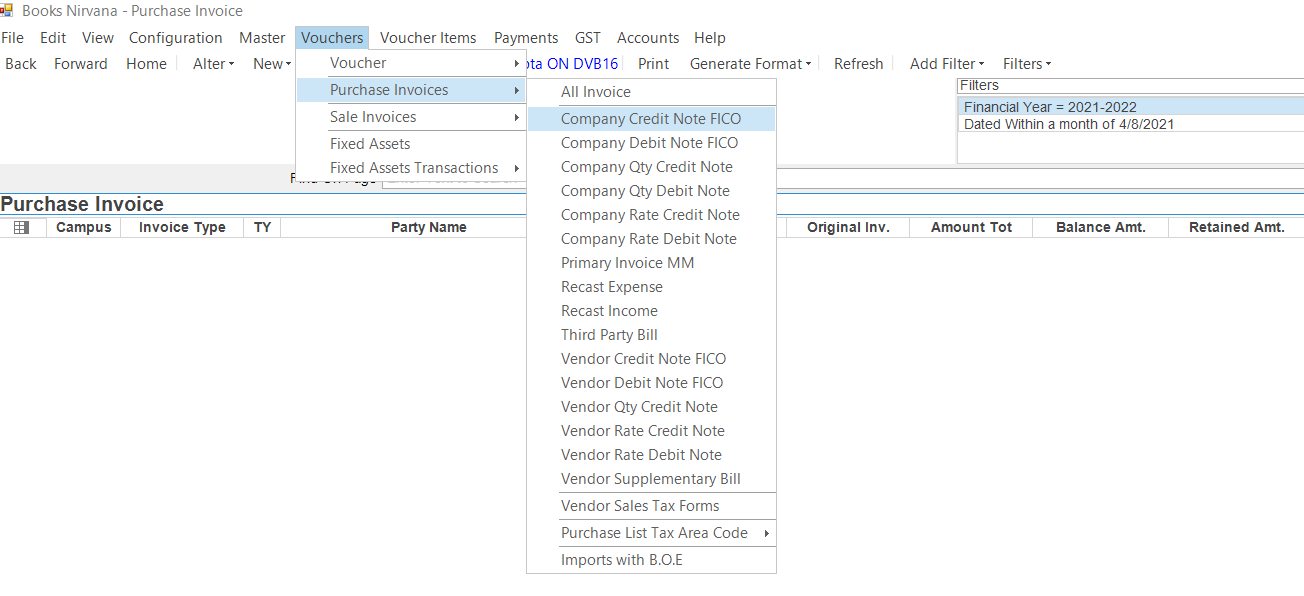 Books Nirvana - Purchase Invoice
File Edit View Configuration Master Vouchers Voucher Items Payments GST Accounts Help
Back Forward Home Alter New ON DVB16 Print Generate Format Refresh Add Filter Filters
Voucher
Purchase Invoices
Sale Invoices
Fixed Assets
Fixed Assets Transactions
All Invoice
Company Credit Note FICO
Company Debit Note FICO
Company Qty Credit Note
Company Qty Debit Note
Company Rate Credit Note
Company Rate Debit Note
Primary Invoice MM
Recast Expense
Recast Income
Third Party Bill
Vendor Credit Note FICO
Vendor Debit Note FICO
Vendor Qty Credit Note
Vendor Rate Credit Note
Vendor Rate Debit Note
Vendor Supplementary Bill
Vendor Sales Tax Forms
Purchase List Tax Area Code
Imports with B.O.E
Filters
Financial Year = 2021-2022
Dated Within a month of 4/8/2021
Purchase Invoice
Campus Invoice Type TY Party Name Original Inv. Amount Tot Balance Amt. Retained Amt.